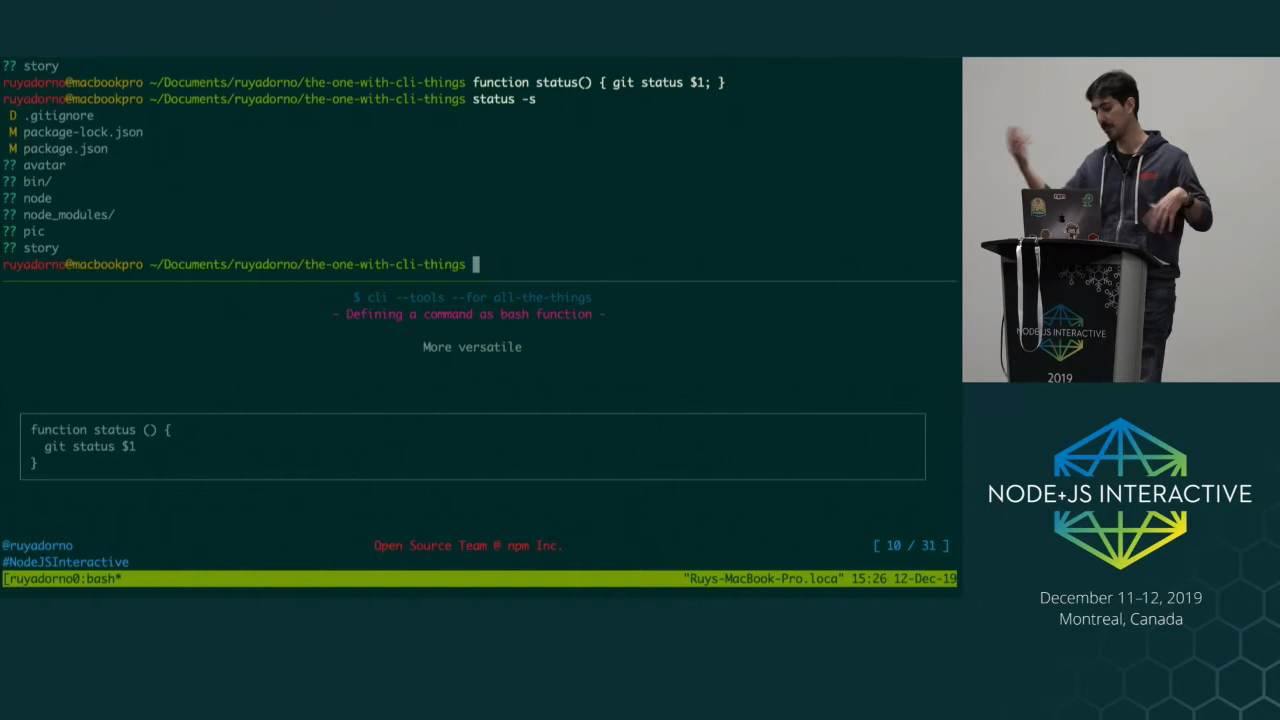 ?? story
ruyadorno@macbookpro ~/Documents/ruyadorno/the-one-with-cli-things function status() { git status $1; }
ruyadorno@macbookpro ~/Documents/ruyadorno/the-one-with-cli-things status -s
D .gitignore
M package-lock.json
M package.json
?? avatar
?? bin/
?? node
?? node_modules/
?? pic
?? story
ruyadorno@macbookpro ~/Documents/ruyadorno/the-one-with-cli-things
$ cli --tools --for all-the-things
- Defining a command as bash function -
More versatile
function status () {
git status $1
}
@ruyadorno
Open Source Team @ npm Inc.
[ 10 / 31 ]
#NodeJSInteractive
[ruyadorno0:bash*
"Ruys-MacBook-Pro.loca" 15:26 12-Dec-19
NODE+JS INTERACTIVE
2019
NODE+JS INTERACTIVE
December 11–12, 2019
Montreal, Canada